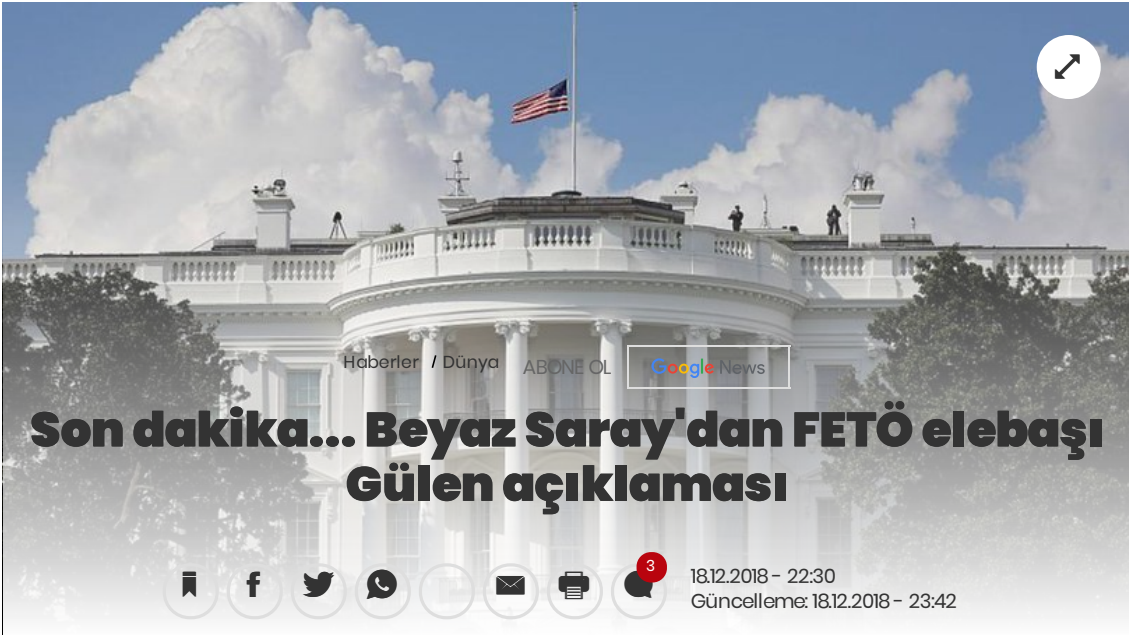 Haberler / Dünya ABONE OL Google News
Son dakika... Beyaz Saray'dan FETÖ elebaşı
Gülen açıklaması
3
18.12.2018 - 22:30
Güncelleme: 18.12.2018 - 23:42